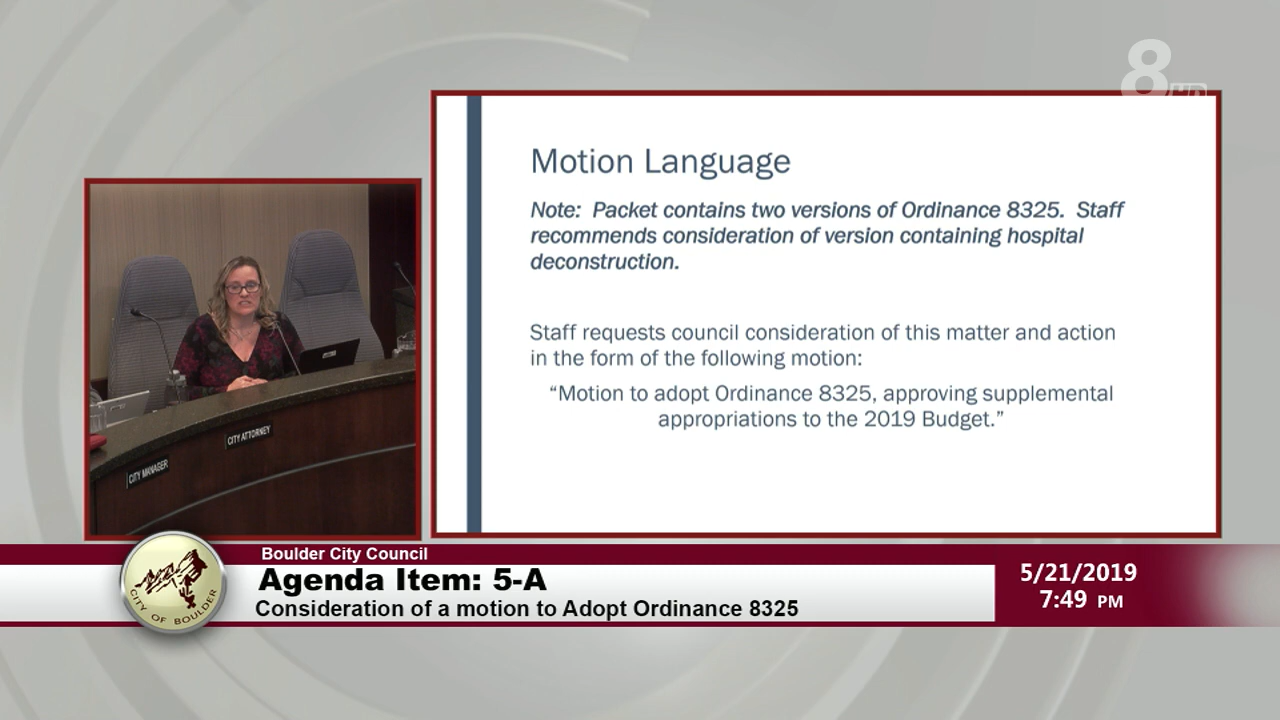 8
HD
Motion Language
Note: Packet contains two versions of Ordinance 8325. Staff
recommends consideration of version containing hospital
deconstruction.
Staff requests council consideration of this matter and action
in the form of the following motion:
“Motion to adopt Ordinance 8325, approving supplemental
appropriations to the 2019 Budget.”
CITY ATTORNEY
CITY MANAGER
CITY OF BOULDER
Boulder City Council
Agenda Item: 5-A
Consideration of a motion to Adopt Ordinance 8325
5/21/2019
7:49 PM